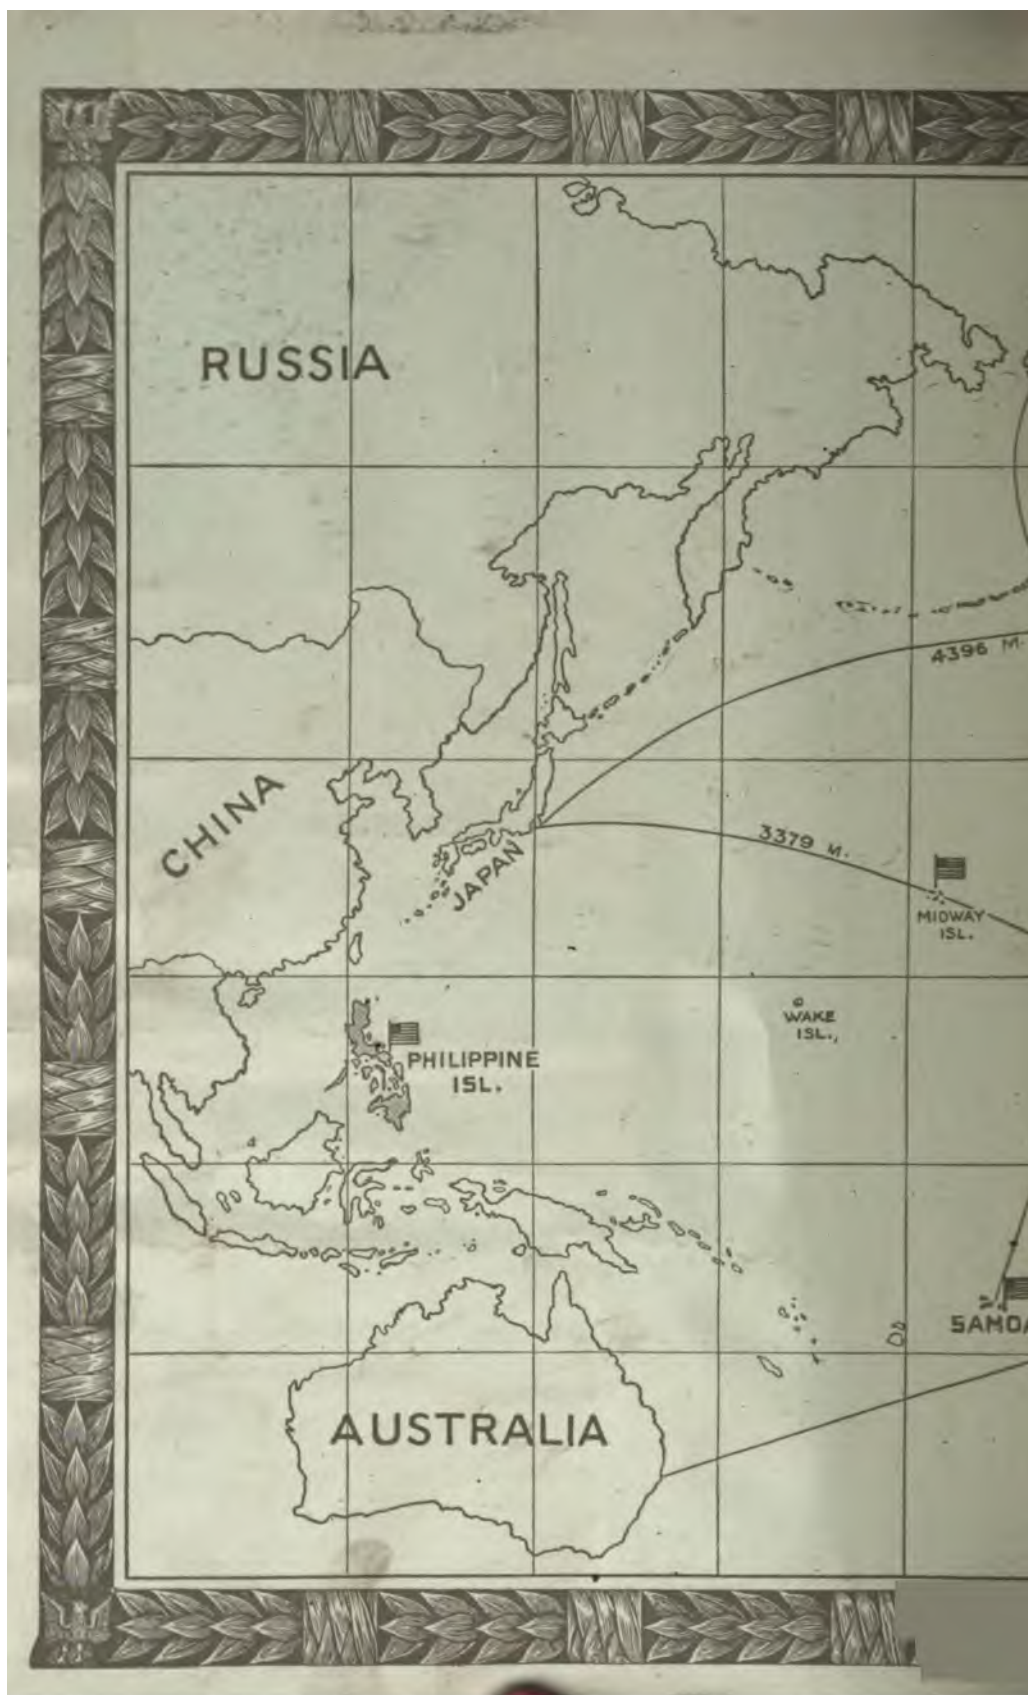 RUSSIA
4396 M.
CHINA
3379 M.
JAPAN
MIDWAY
ISL.
WAKE
ISL.,
PHILIPPINE
ISL.
SAMOA
AUSTRALIA